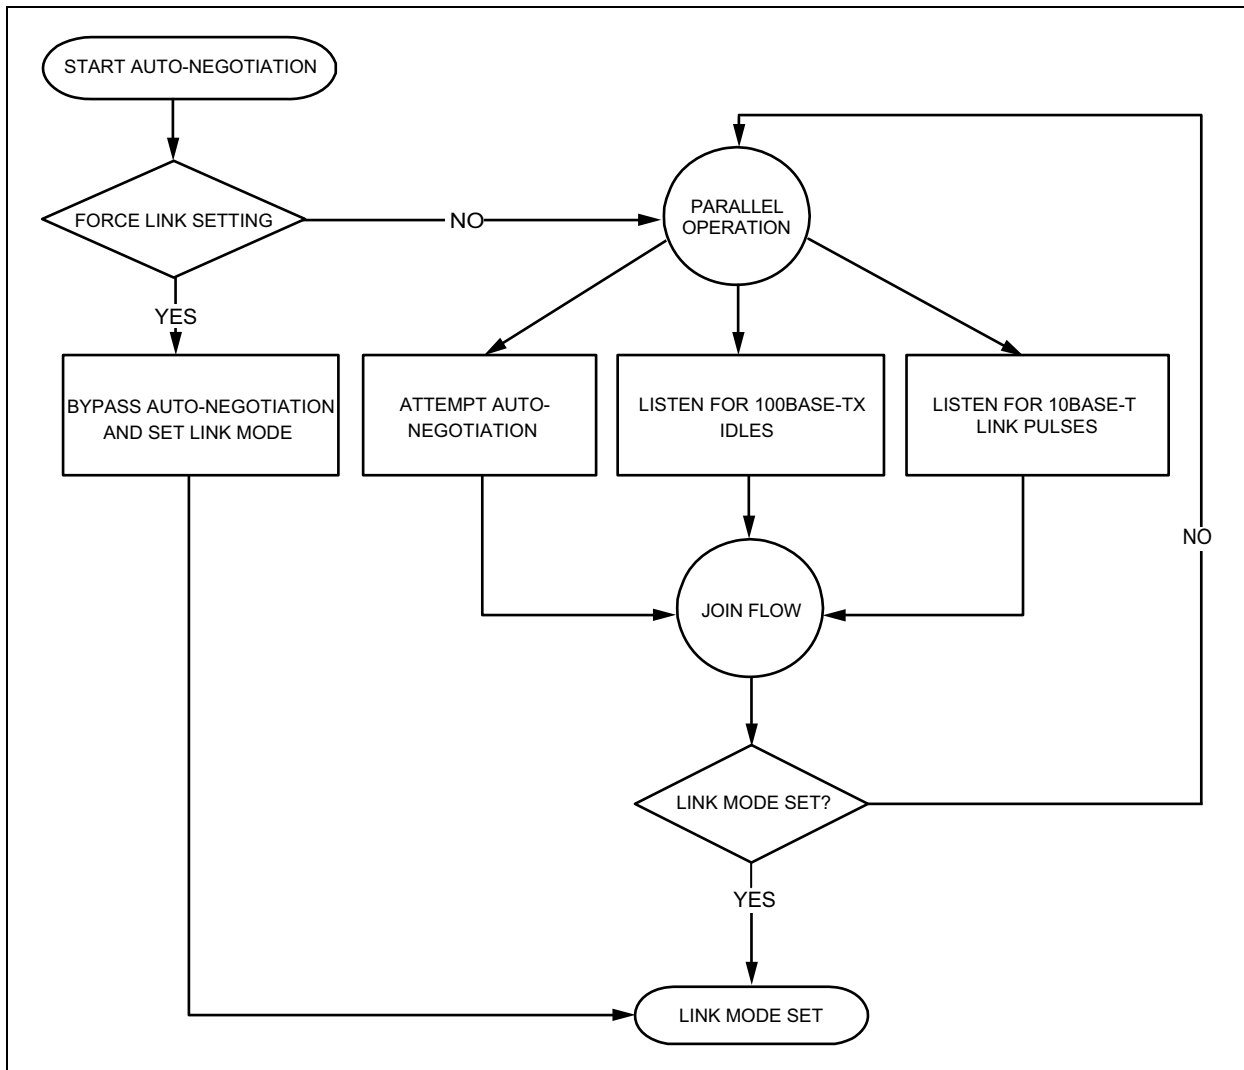 START AUTO-NEGOTIATION
FORCE LINK SETTING
NO
PARALLEL
OPERATION
YES
BYPASS AUTO-NEGOTIATION
AND SET LINK MODE
ATTEMPT AUTO-
NEGOTIATION
LISTEN FOR 100BASE-TX
IDLES
LISTEN FOR 10BASE-T
LINK PULSES
NO
JOIN FLOW
LINK MODE SET?
YES
LINK MODE SET